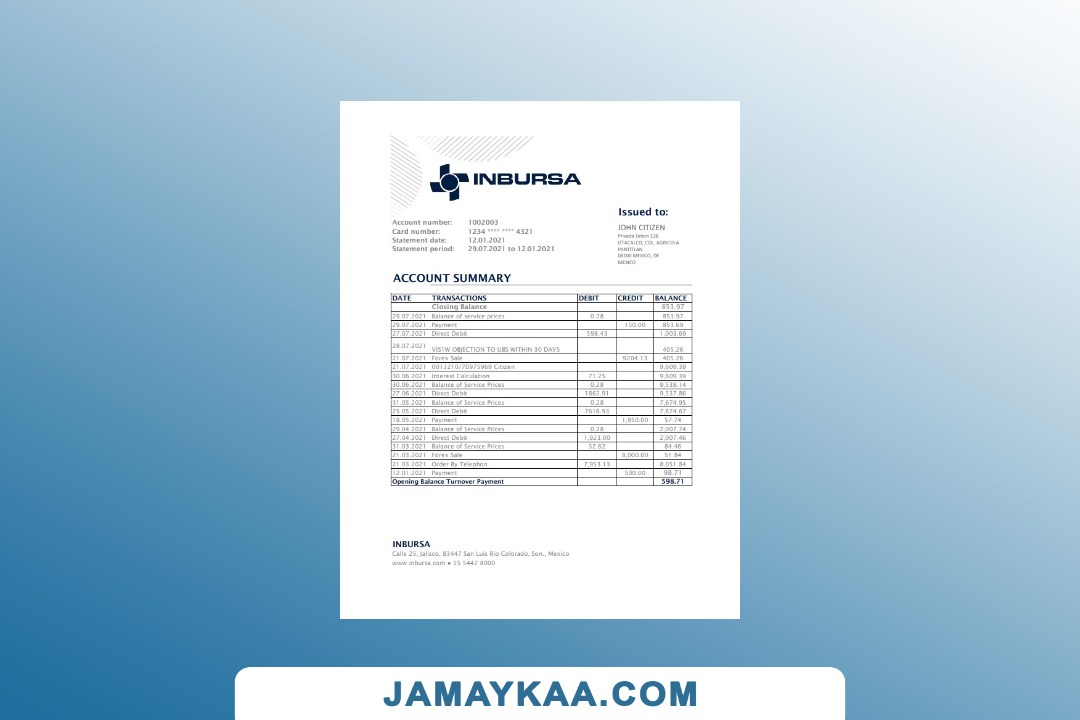 INBURSA
Issued to:
Account number: 1002003
JOHN CITIZEN
Card number: 1234 **** **** 4321
Privada Union 126
Statement date: 12.01.2021
IZTACALCO, COL. AGRICOLA
Statement period: 29.07.2021 to 12.01.2021
PANTITLAN
08100 MEXICO, DF
MEXICO
ACCOUNT SUMMARY
DATE TRANSACTIONS DEBIT CREDIT BALANCE
Closing Balance 853.97
29.07.2021 Balance of service prices 0.28 853.97
29.07.2021 Payment 150.00 853.69
27.07.2021 Direct Debit 598.43 1,003.69
28.07.2021 VIS1W OBJECTION TO UBS WITHIN 30 DAYS 405.26
21.07.2021 Forex Sale 9204.13 405.26
21.07.2021 0013210/70975969 Citizen 9,609.39
30.06.2021 Interest Calculation 71.25 9,609.39
30.06.2021 Balance of Service Prices 0.28 9,538.14
27.06.2021 Direct Debit 1862.91 9,537.86
31.05.2021 Balance of Service Prices 0.28 7,674.95
25.05.2021 Direct Debit 7616.93 7,674.67
18.05.2021 Payment 1,950.00 57.74
29.04.2021 Balance of Service Prices 0.28 2,007.74
27.04.2021 Direct Debit 1,923.00 2,007.46
31.03.2021 Balance of Service Prices 32.62 84.46
21.03.2021 Forex Sale 8,000.00 51.84
21.03.2021 Order By Telephon 7,953.13 8,051.84
12.01.2021 Payment 500.00 98.71
Opening Balance Turnover Payment 598.71
INBURSA
Calle 25, Jalisco, 83447 San Luis Rio Colorado, Son., Mexico
www.inbursa.com • 55 5447 8000
JAMAYKAA.COM